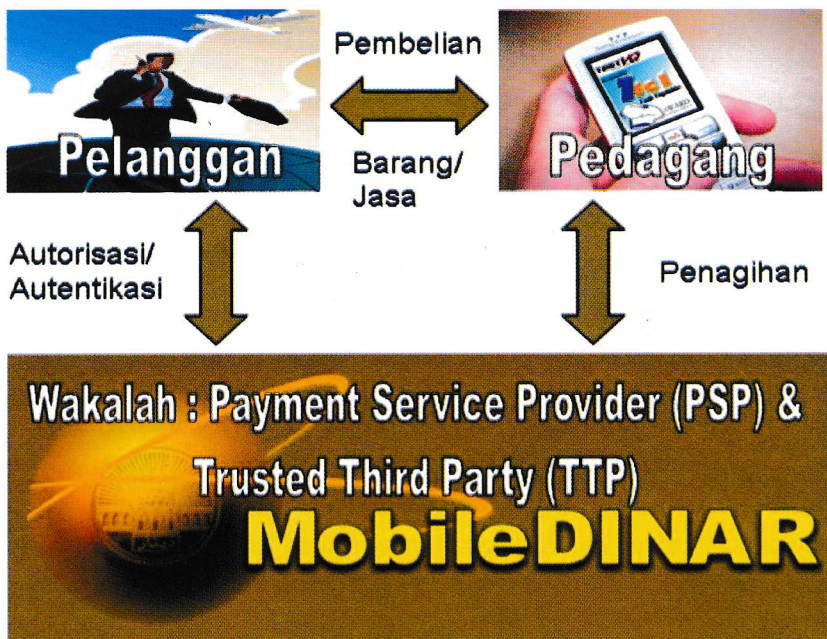 Pembelian
Pelanggan
Barang/
Jasa
Pedagang
Autorisasi/
Autentikasi
Penagihan
Wakalah : Payment Service Provider (PSP) &
Trusted Third Party (TTP)
MobileDINAR